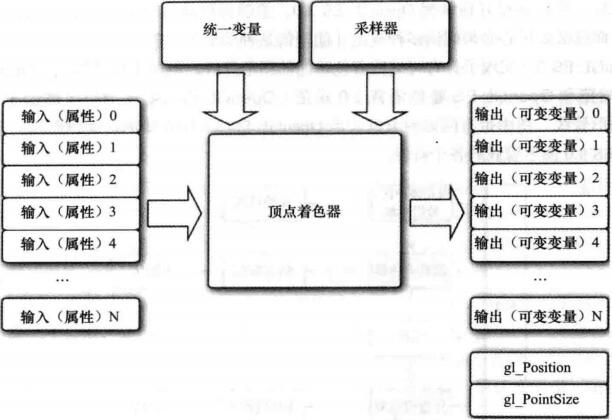 统一变量
采样器
输入（属性）0
输入（属性）1
输入（属性）2
输入（属性）3
输入（属性）4
…
输入（属性）N
顶点着色器
输出（可变变量）0
输出（可变变量）1
输出（可变变量）2
输出（可变变量）3
输出（可变变量）4
…
输出（可变变量）N
gl_Position
gl_PointSize